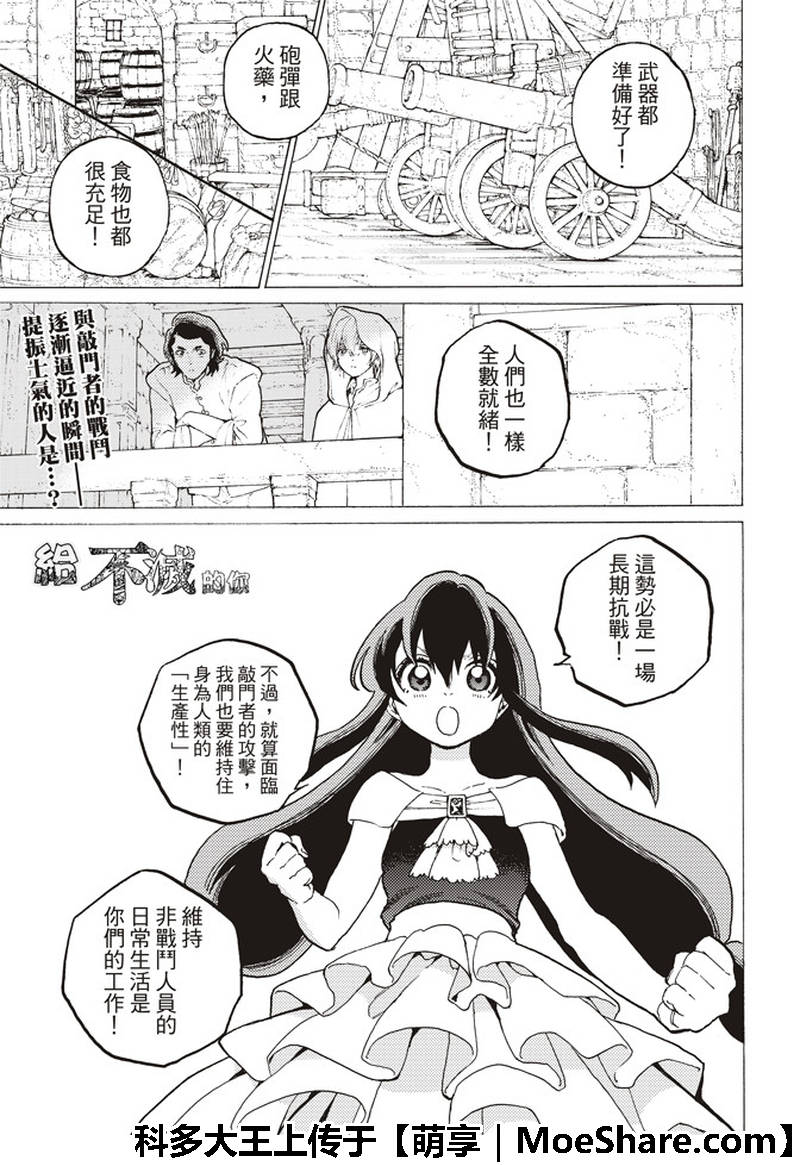 武器都
準備好了！
砲彈跟
火藥，
食物也都
很充足！
人們也一樣
全數就緒！
與敲門者的戰鬥
逐漸逼近的瞬間——
提振士氣的人是…？
給不滅的你
這勢必是一場
長期抗戰！
不過，就算面臨
敲門者的攻擊，
我們也要維持住
身為人類的
「生產性」！
維持
非戰鬥人員的
日常生活是
你們的工作！
科多大王上传于【萌享 | MoeShare.com】